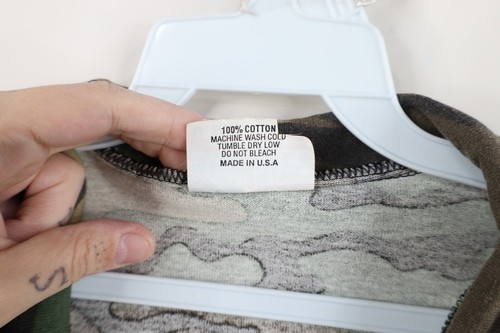 100% COTTON
MACHINE WASH COLD
TUMBLE DRY LOW
DO NOT BLEACH
MADE IN U.S.A
S